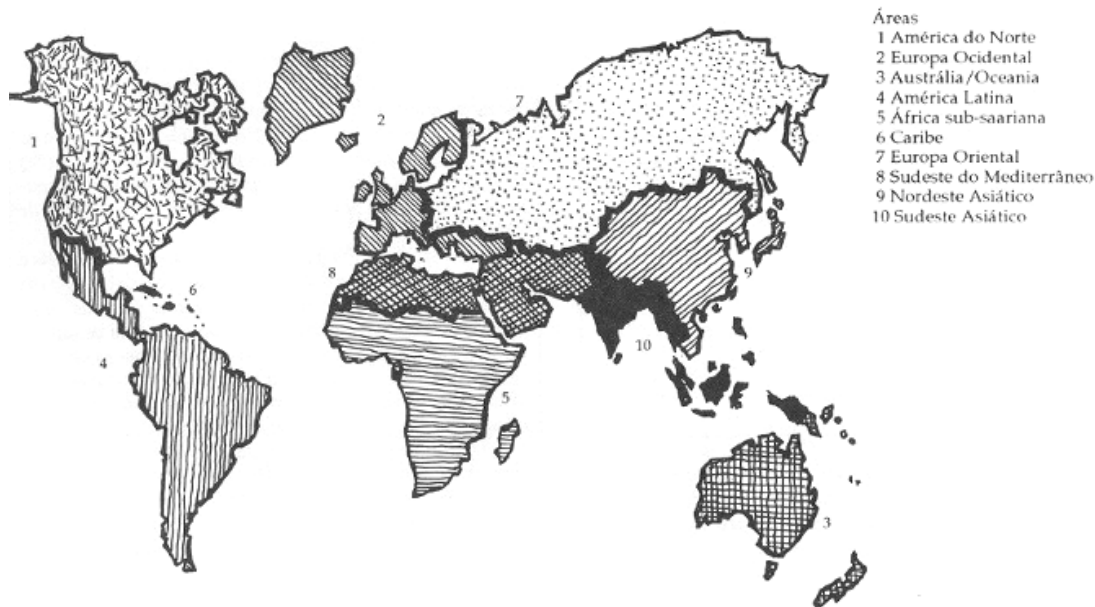 Áreas
1 América do Norte
2 Europa Ocidental
3 Austrália/Oceania
4 América Latina
5 África sub-saariana
6 Caribe
7 Europa Oriental
8 Sudeste do Mediterrâneo
9 Nordeste Asiático
10 Sudeste Asiático
7
2
1
8
9
6
10
4
5
3